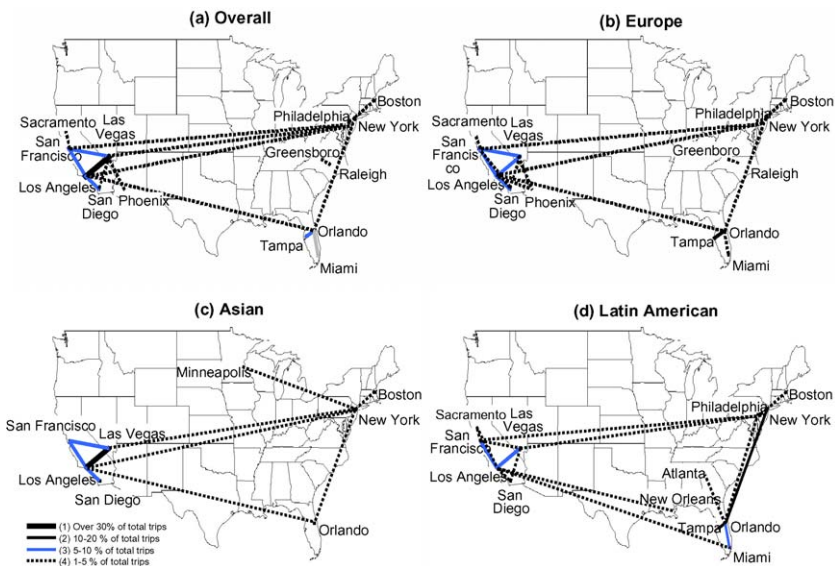 (a) Overall
Boston
Philadelphia
New York
Sacramento
Las
Vegas
San
Francisco
Greensboro
Raleigh
Los Angeles
San
Diego
Phoenix
Orlando
Tampa
Miami
(b) Europe
Boston
Philadelphia
New York
Sacramento
Las
Vegas
San
Francis
co
Greensboro
Raleigh
Los Angeles
San
Diego
Phoenix
Orlando
Tampa
Miami
(c) Asian
Minneapolis
Boston
New York
San Francisco
Las Vegas
Los Angeles
San Diego
Orlando
(1) Over 30% of total trips
(2) 10-20 % of total trips
(3) 5-10 % of total trips
(4) 1-5 % of total trips
(d) Latin American
Boston
Philadelphia
New York
Sacramento
Las
Vegas
San
Francisc
Los Angeles
San
Diego
Atlanta
New Orleans
Tampa
Orlando
Miami